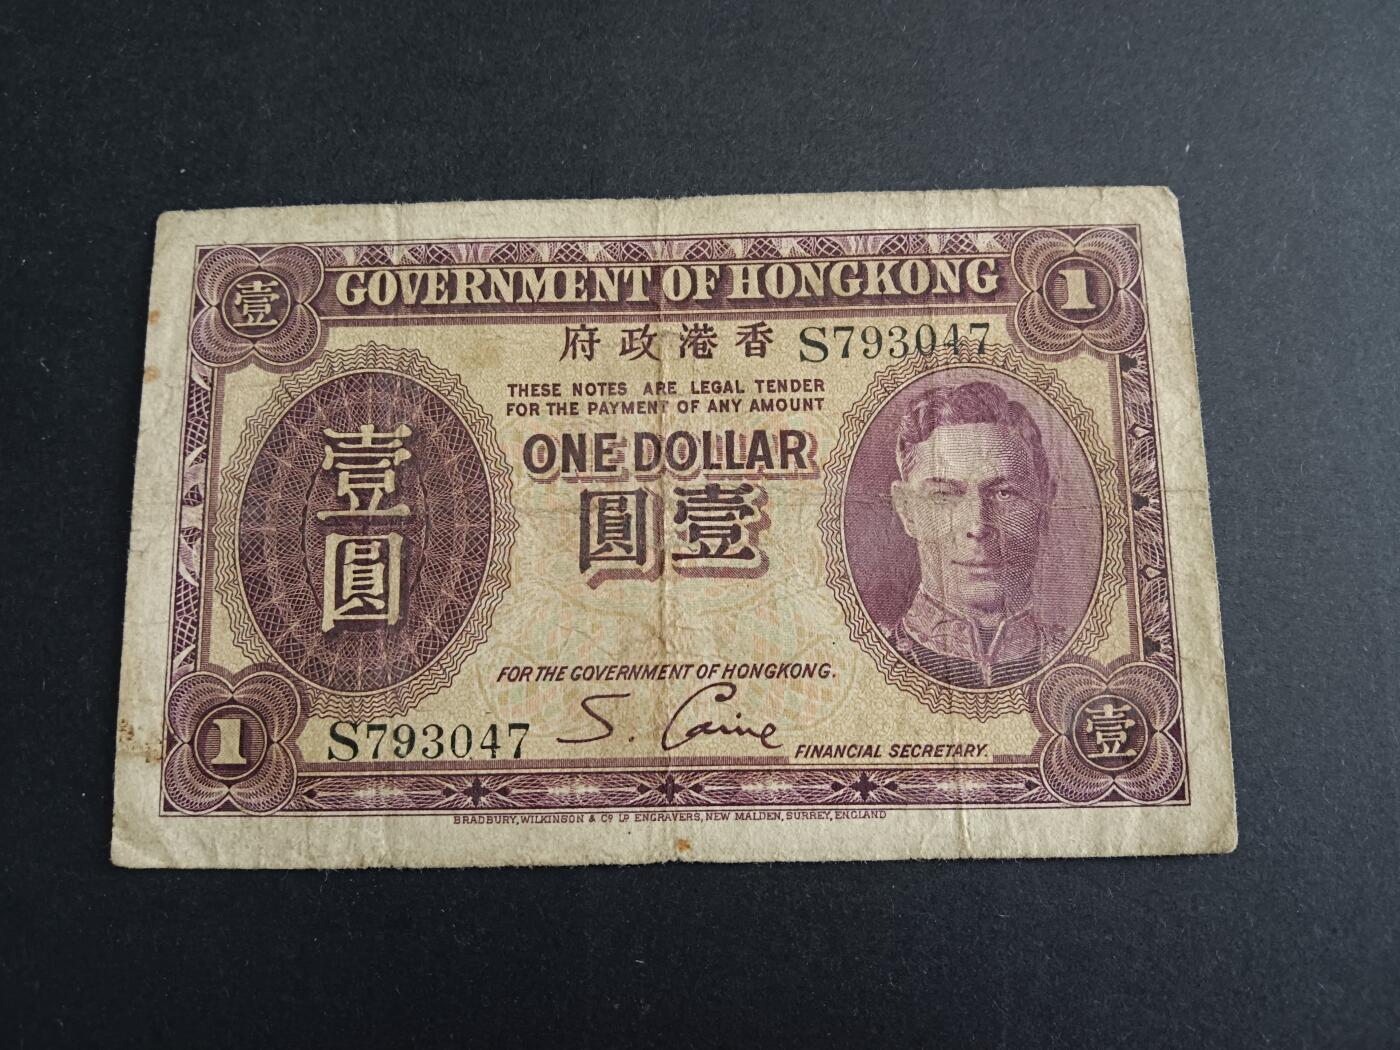 GOVERNMENT OF HONGKONG
壹
1
府政港香
S793047
THESE NOTES ARE LEGAL TENDER
FOR THE PAYMENT OF ANY AMOUNT
ONE DOLLAR
圓壹
壹
圓
FOR THE GOVERNMENT OF HONGKONG.
S. Caine
FINANCIAL SECRETARY.
S793047
1
壹
BRADBURY, WILKINSON & Cº Lᴰ ENGRAVERS, NEW MALDEN, SURREY, ENGLAND